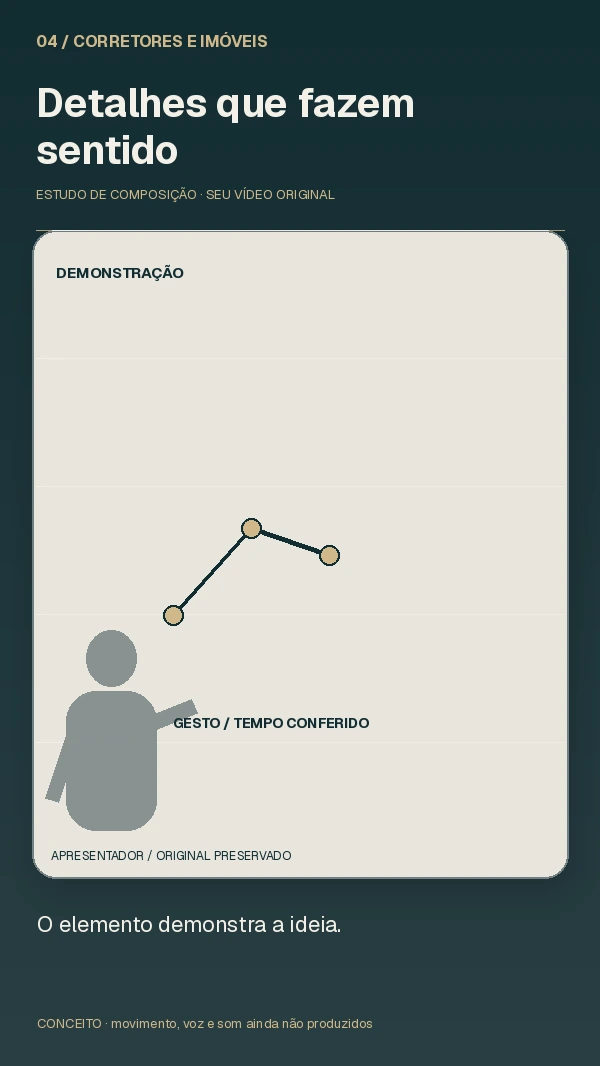 04 / CORRETORES E IMÓVEIS
Detalhes que fazem
sentido
ESTUDO DE COMPOSIÇÃO · SEU VÍDEO ORIGINAL
DEMONSTRAÇÃO
GESTO / TEMPO CONFERIDO
APRESENTADOR / ORIGINAL PRESERVADO
O elemento demonstra a ideia.
CONCEITO · movimento, voz e som ainda não produzidos